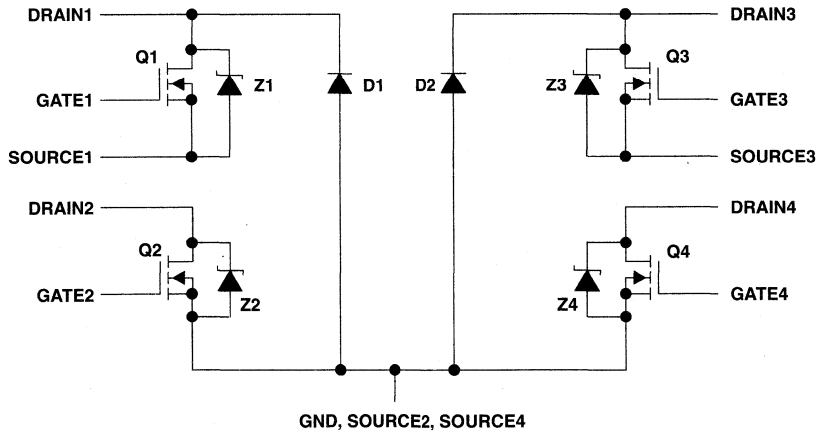 DRAIN1
DRAIN3
Q1
Q3
Z1
D1
D2
Z3
GATE1
GATE3
SOURCE1
SOURCE3
DRAIN2
DRAIN4
Q2
Q4
GATE2
Z2
Z4
GATE4
GND, SOURCE2, SOURCE4